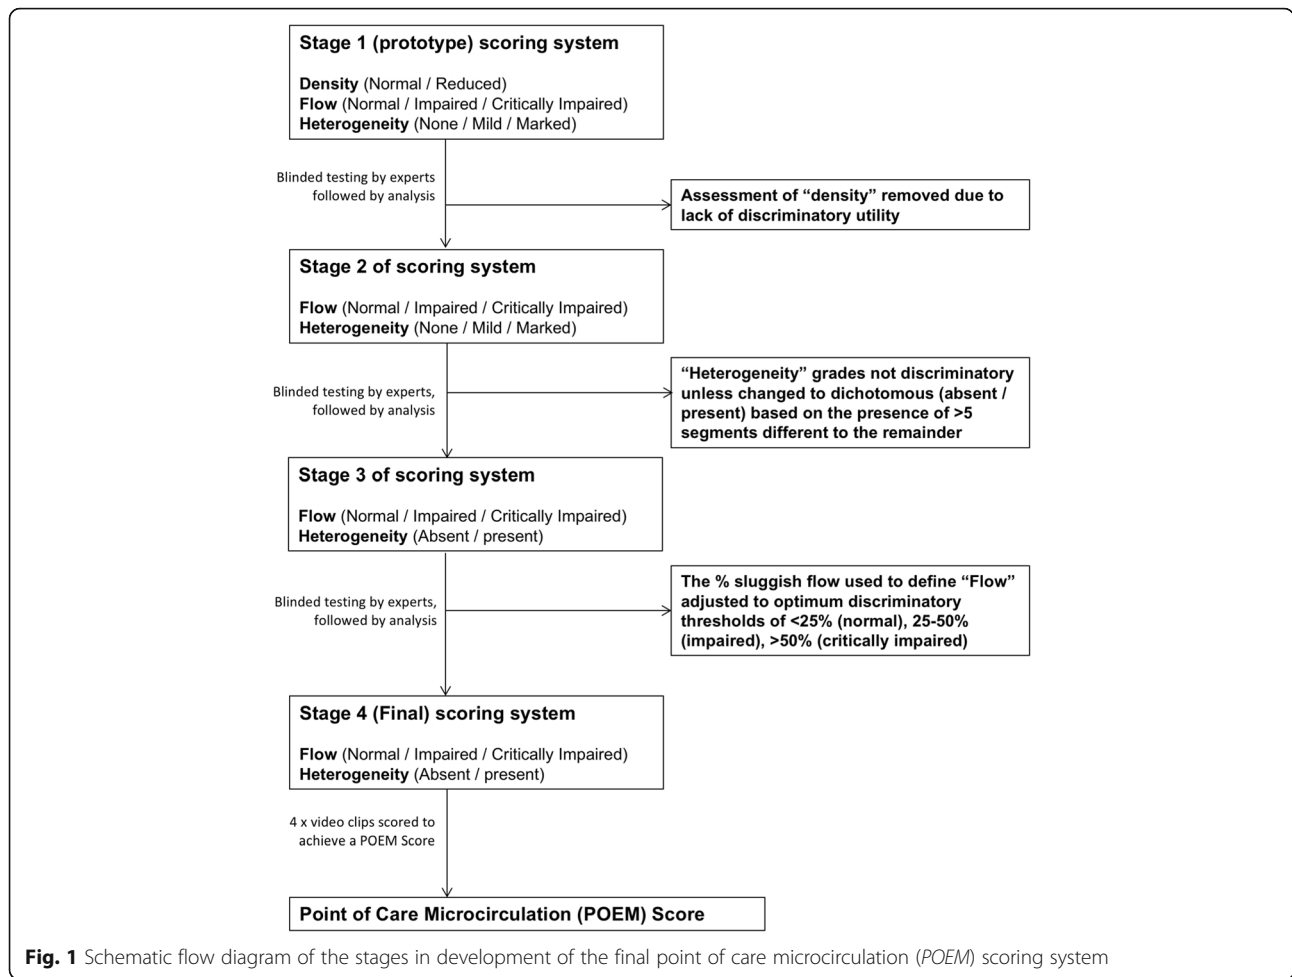 Stage 1 (prototype) scoring system
Density (Normal / Reduced)
Flow (Normal / Impaired / Critically Impaired)
Heterogeneity (None / Mild / Marked)
Blinded testing by experts
followed by analysis
Assessment of “density” removed due to
lack of discriminatory utility
Stage 2 of scoring system
Flow (Normal / Impaired / Critically Impaired)
Heterogeneity (None / Mild / Marked)
Blinded testing by experts,
followed by analysis
“Heterogeneity” grades not discriminatory
unless changed to dichotomous (absent /
present) based on the presence of >5
segments different to the remainder
Stage 3 of scoring system
Flow (Normal / Impaired / Critically Impaired)
Heterogeneity (Absent / present)
Blinded testing by experts,
followed by analysis
The % sluggish flow used to define “Flow”
adjusted to optimum discriminatory
thresholds of <25% (normal), 25-50%
(impaired), >50% (critically impaired)
Stage 4 (Final) scoring system
Flow (Normal / Impaired / Critically Impaired)
Heterogeneity (Absent / present)
4 x video clips scored to
achieve a POEM Score
Point of Care Microcirculation (POEM) Score
Fig. 1 Schematic flow diagram of the stages in development of the final point of care microcirculation (POEM) scoring system